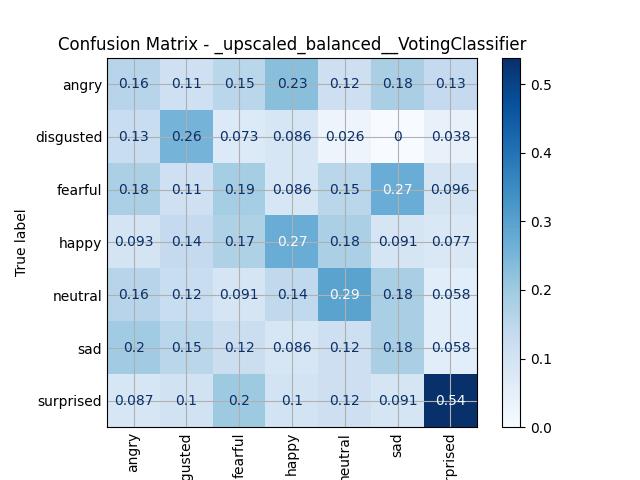 Confusion Matrix - _upscaled_balanced__VotingClassifier
True label
angry 0.16 0.11 0.15 0.23 0.12 0.18 0.13
disgusted 0.13 0.26 0.073 0.086 0.026 0 0.038
fearful 0.18 0.11 0.19 0.086 0.15 0.27 0.096
happy 0.093 0.14 0.17 0.27 0.18 0.091 0.077
neutral 0.16 0.12 0.091 0.14 0.29 0.18 0.058
sad 0.2 0.15 0.12 0.086 0.12 0.18 0.058
surprised 0.087 0.1 0.2 0.1 0.12 0.091 0.54
angry
gusted
fearful
happy
neutral
sad
prised
0.5
0.4
0.3
0.2
0.1
0.0